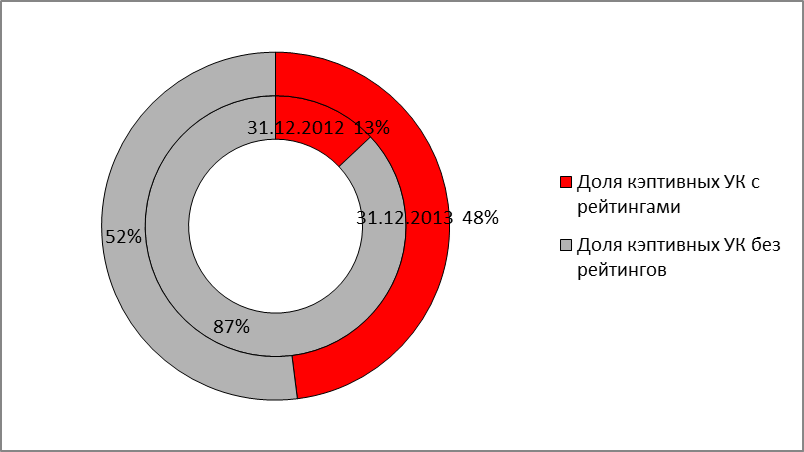 31.12.2012 13%
31.12.2013 48%
52%
87%
Доля кэптивных УК с
рейтингами
Доля кэптивных УК без
рейтингов